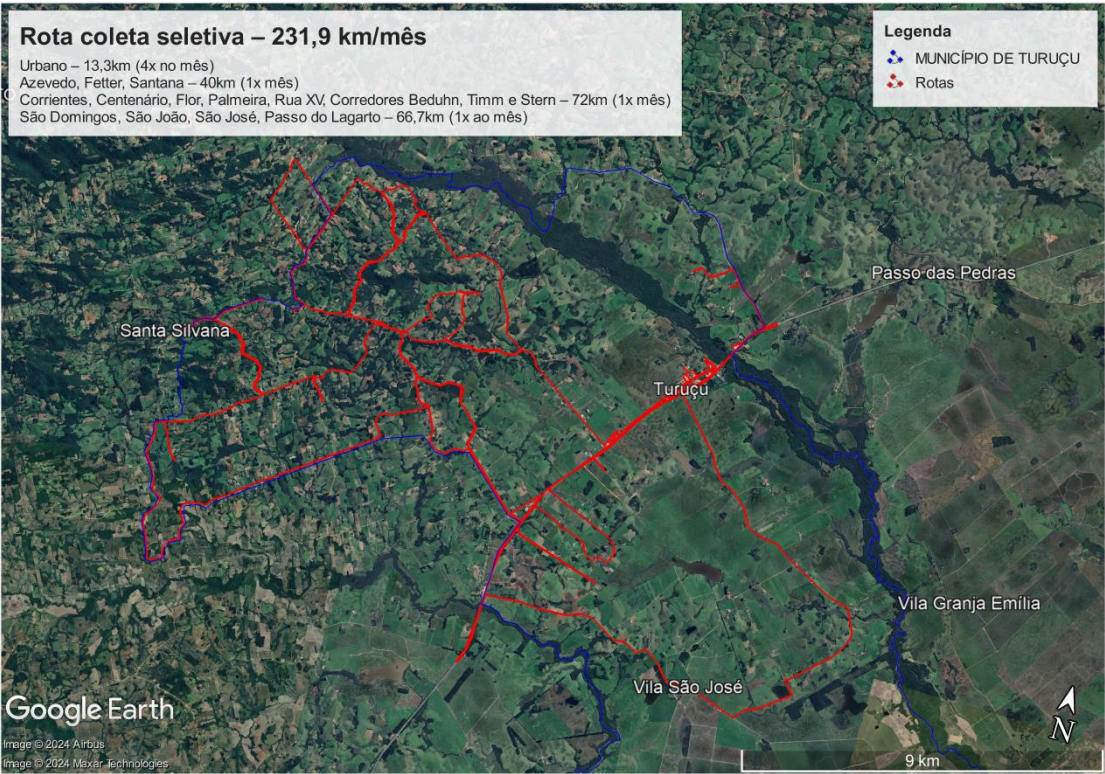 Rota coleta seletiva – 231,9 km/mês
Urbano – 13,3km (4x no mês)
Azevedo, Fetter, Santana – 40km (1x mês)
Corrientes, Centenário, Flor, Palmeira, Rua XV, Corredores Beduhn, Timm e Stern – 72km (1x mês)
São Domingos, São João, São José, Passo do Lagarto – 66,7km (1x ao mês)
Legenda
MUNICÍPIO DE TURUÇU
Rotas
Passo das Pedras
Santa Silvana
Turuçu
Vila Granja Emília
Vila São José
Google Earth
Image © 2024 Airbus
Image © 2024 Maxar Technologies
N
9 km